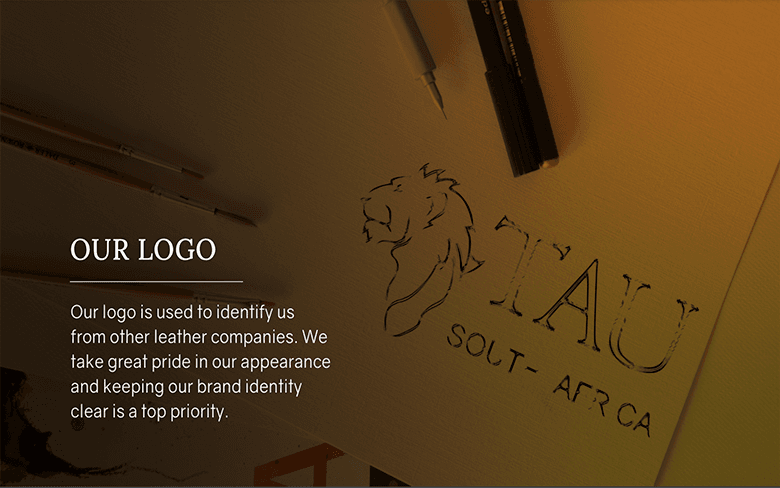 OUR LOGO
Our logo is used to identify us
from other leather companies. We
take great pride in our appearance
and keeping our brand identity
clear is a top priority.
TAU
SOUT- AFR CA